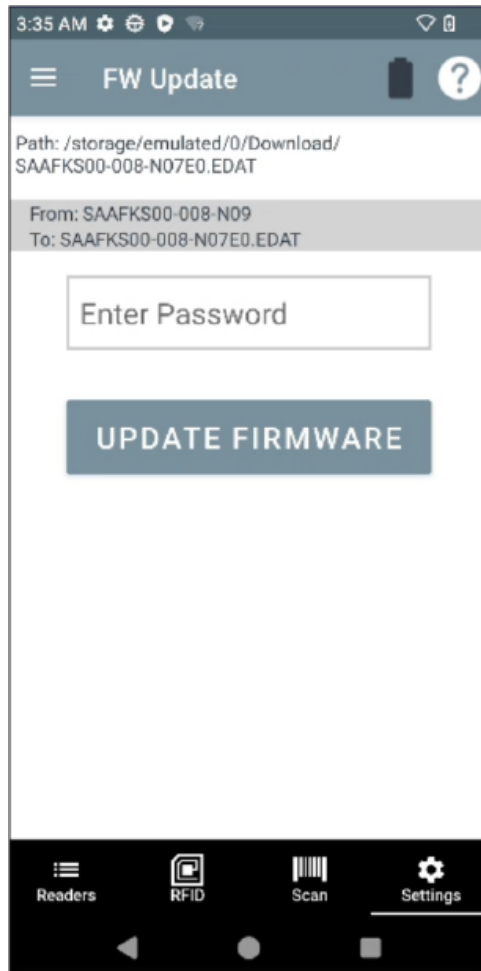 3:35 AM
FW Update
?
Path: /storage/emulated/0/Download/
SAAFKS00-008-N07E0.EDAT
From: SAAFKS00-008-N09
To: SAAFKS00-008-N07E0.EDAT
Enter Password
UPDATE FIRMWARE
Readers RFID Scan Settings